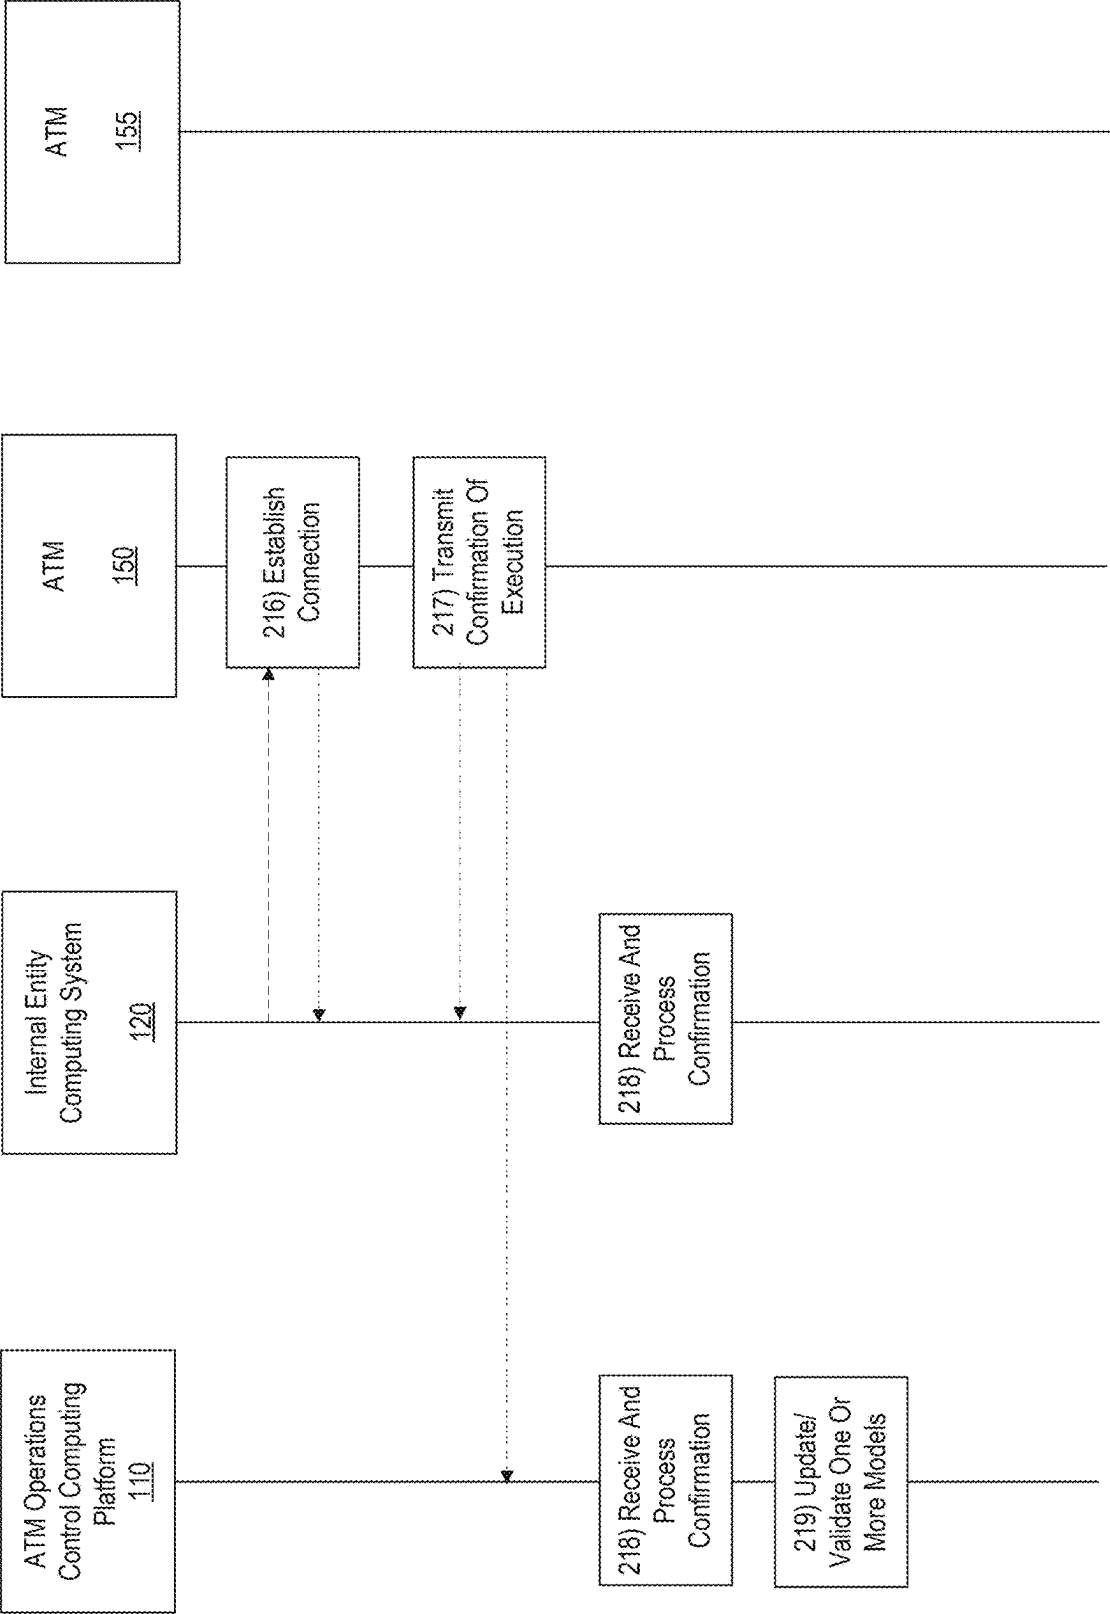 ATM Operations
Control Computing
Platform
110
Internal Entity
Computing System
120
ATM
150
ATM
155
216) Establish
Connection
217) Transmit
Confirmation Of
Execution
218) Receive And
Process
Confirmation
218) Receive And
Process
Confirmation
219) Update/
Validate One Or
More Models